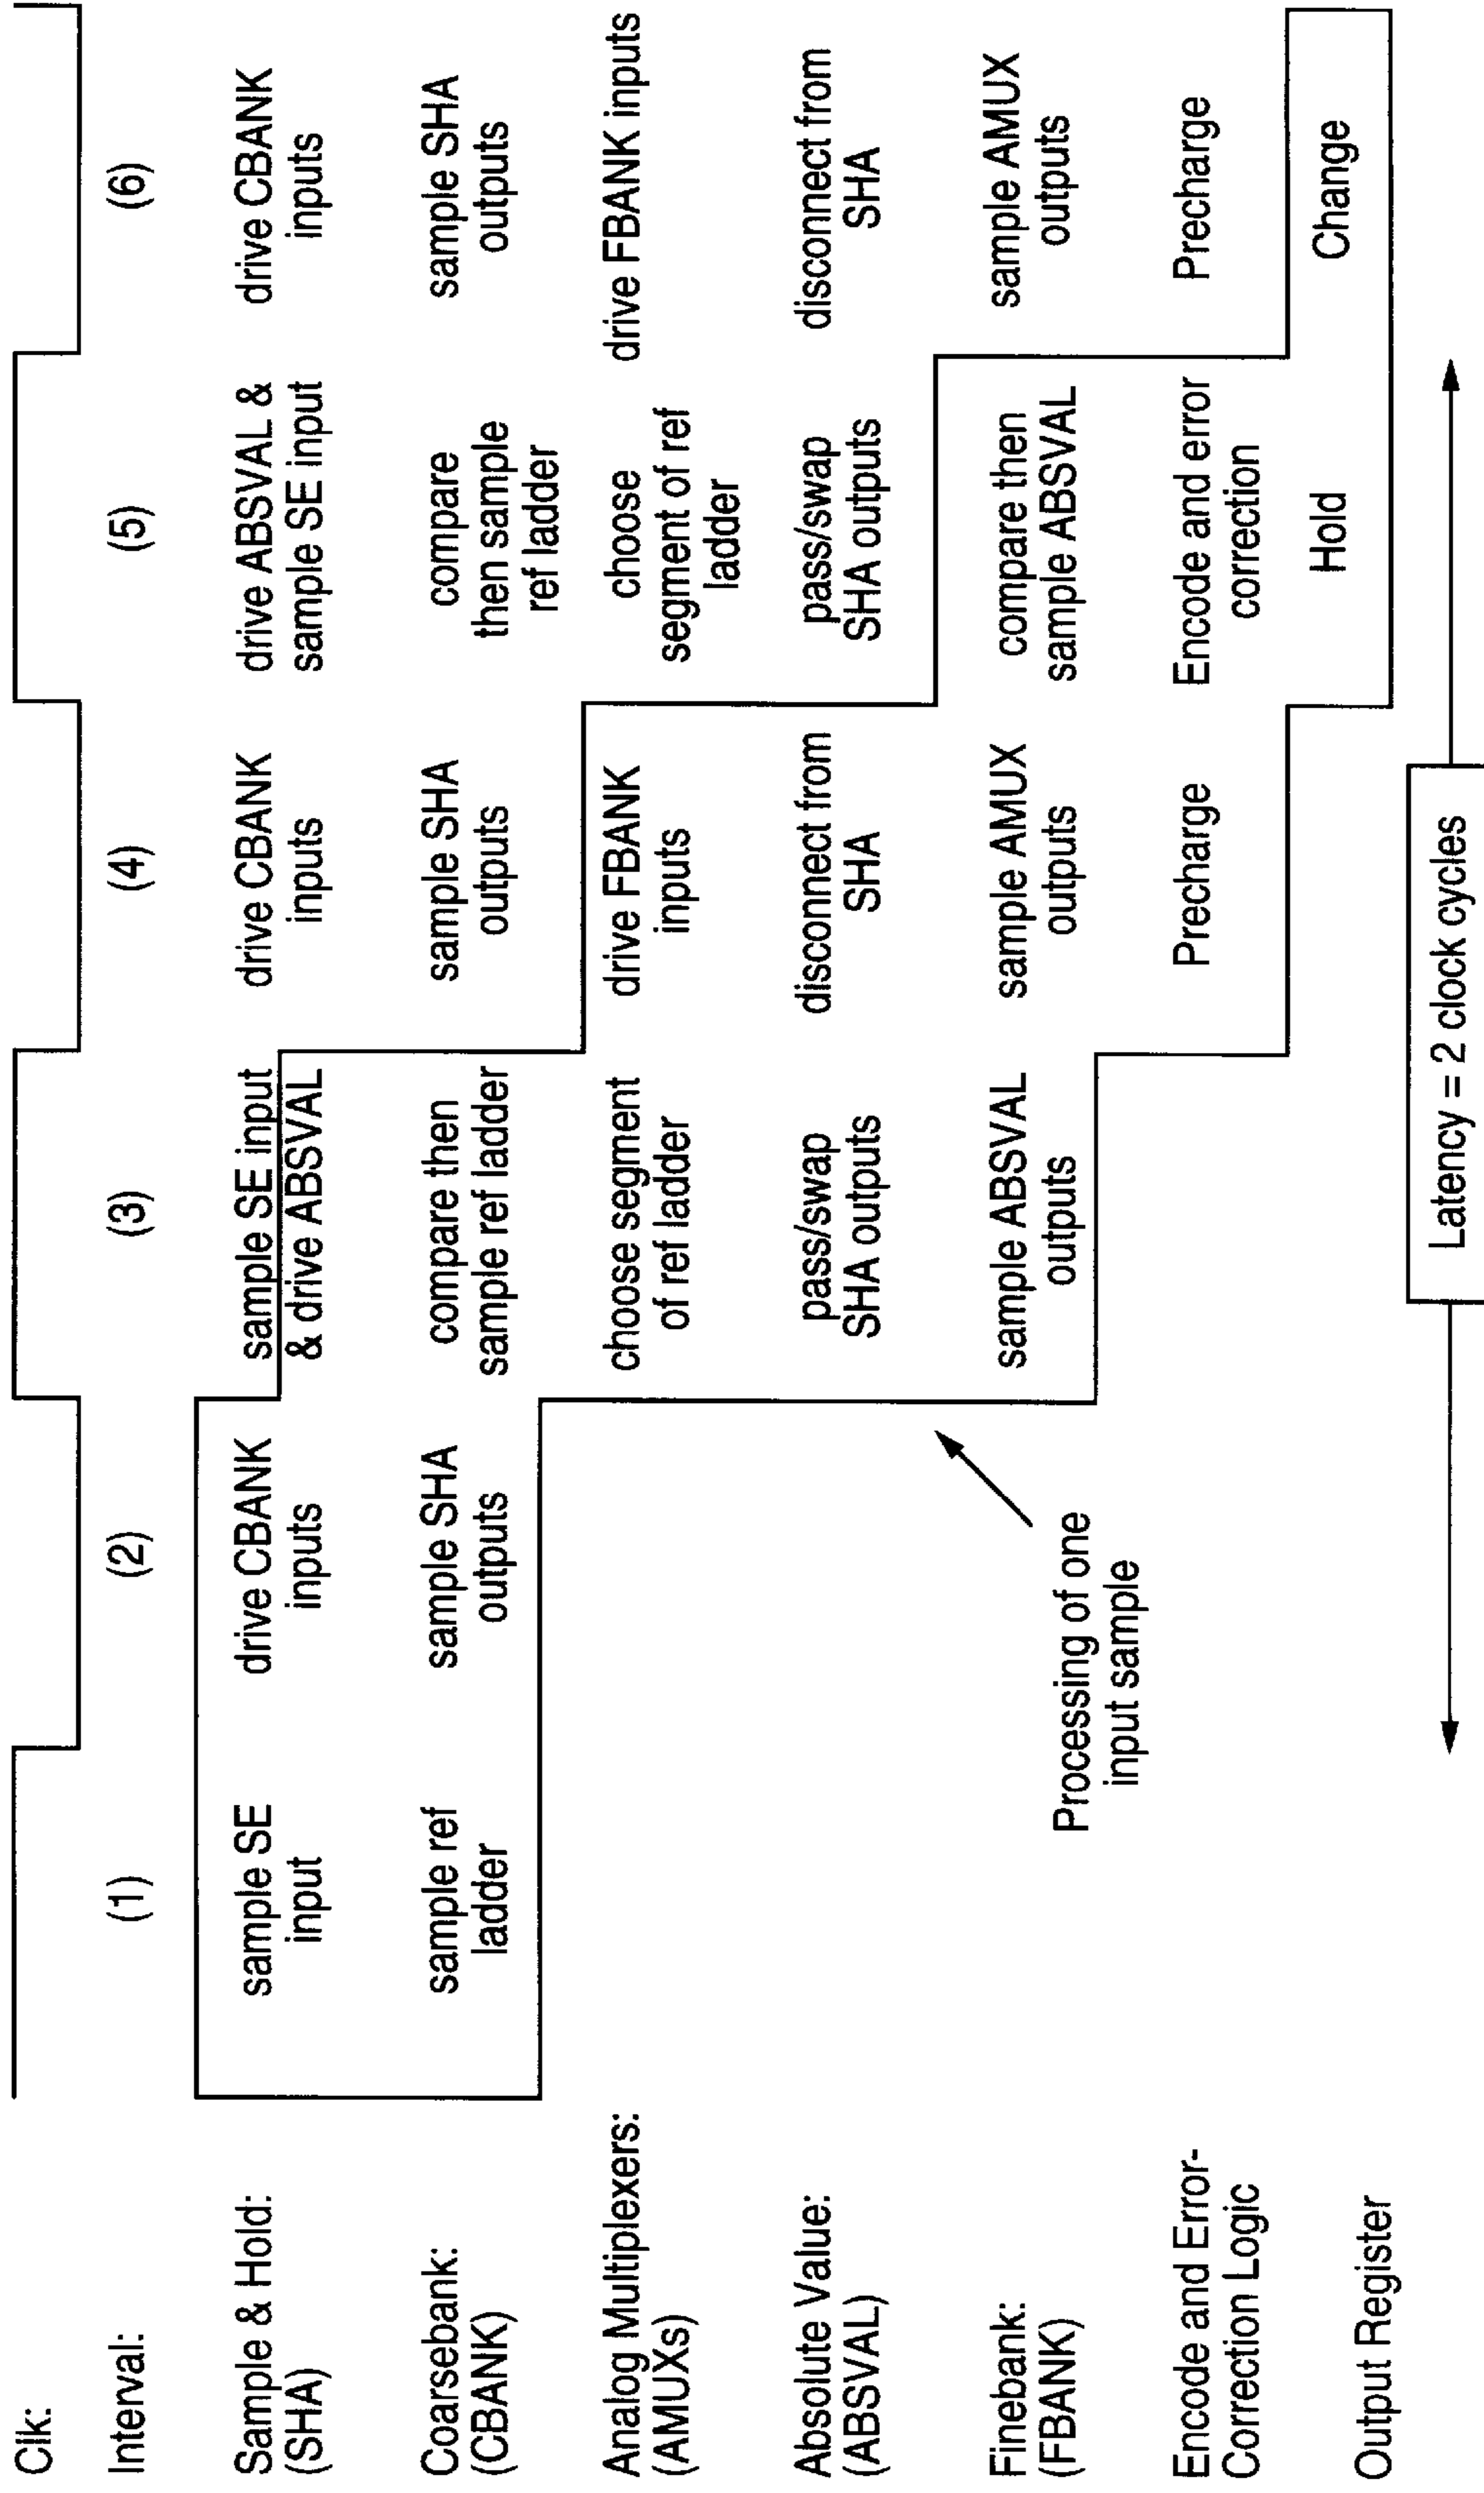 Clk:
Interval:
(1)
(2)
(3)
(4)
(5)
(6)
Sample & Hold:
(SHA)
sample SE
input
drive CBANK
inputs
sample SE input
& drive ABSVAL
drive CBANK
inputs
drive ABSVAL &
sample SE input
drive CBANK
inputs
Coarsebank:
(CBANK)
sample ref
ladder
sample SHA
outputs
compare then
sample ref ladder
sample SHA
outputs
compare
then sample
ref ladder
sample SHA
outputs
Analog Multiplexers:
(AMUXs)
choose segment
of ref ladder
drive FBANK
inputs
choose
segment of ref
ladder
drive FBANK inputs
Absolute Value:
(ABSVAL)
pass/swap
SHA outputs
disconnect from
SHA
pass/swap
SHA outputs
disconnect from
SHA
Finebank:
(FBANK)
sample ABSVAL
outputs
sample AMUX
outputs
compare then
sample ABSVAL
sample AMUX
outputs
Processing of one
input sample
Encode and Error-
Correction Logic
Precharge
Encode and error
correction
Precharge
Output Register
Hold
Change
Latency = 2 clock cycles